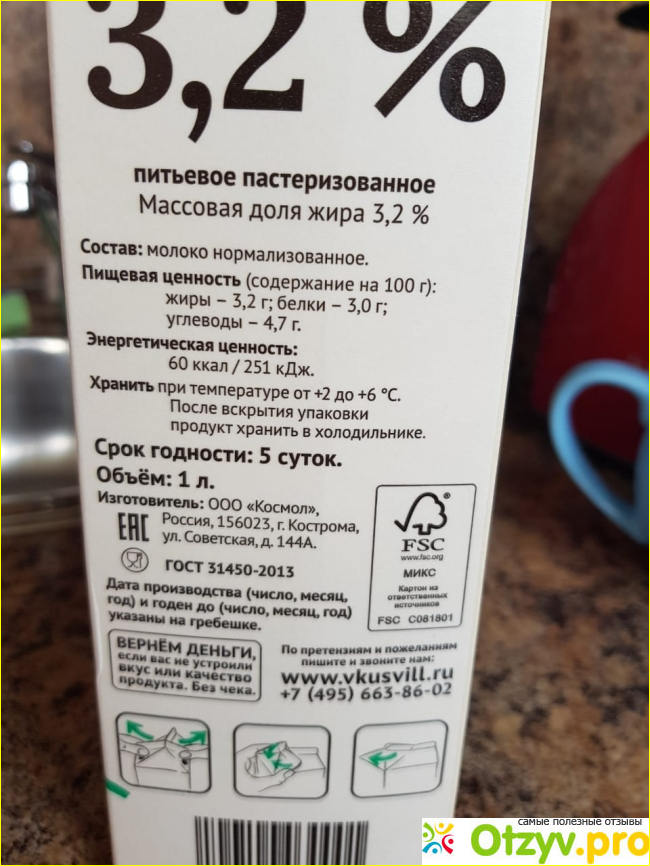 3,2 %
питьевое пастеризованное
Массовая доля жира 3,2 %
Состав: молоко нормализованное.
Пищевая ценность (содержание на 100 г):
жиры – 3,2 г; белки – 3,0 г;
углеводы – 4,7 г.
Энергетическая ценность:
60 ккал / 251 кДж.
Хранить при температуре от +2 до +6 °С.
После вскрытия упаковки
продукт хранить в холодильнике.
Срок годности: 5 суток.
Объём: 1 л.
Изготовитель: ООО «Космол»,
Россия, 156023, г. Кострома,
ул. Советская, д. 144А.
ЕАС
ГОСТ 31450-2013
Дата производства (число, месяц,
год) и годен до (число, месяц, год)
указаны на гребешке.
FSC
www.fsc.org
МИКС
Картон из
ответственных
источников
FSC C081801
ВЕРНЁМ ДЕНЬГИ,
если вас не устроили
вкус или качество
продукта. Без чека.
По претензиям и пожеланиям
пишите и звоните нам:
www.vkusvill.ru
+7 (495) 663-86-02
самые полезные отзывы
Otzyv.pro